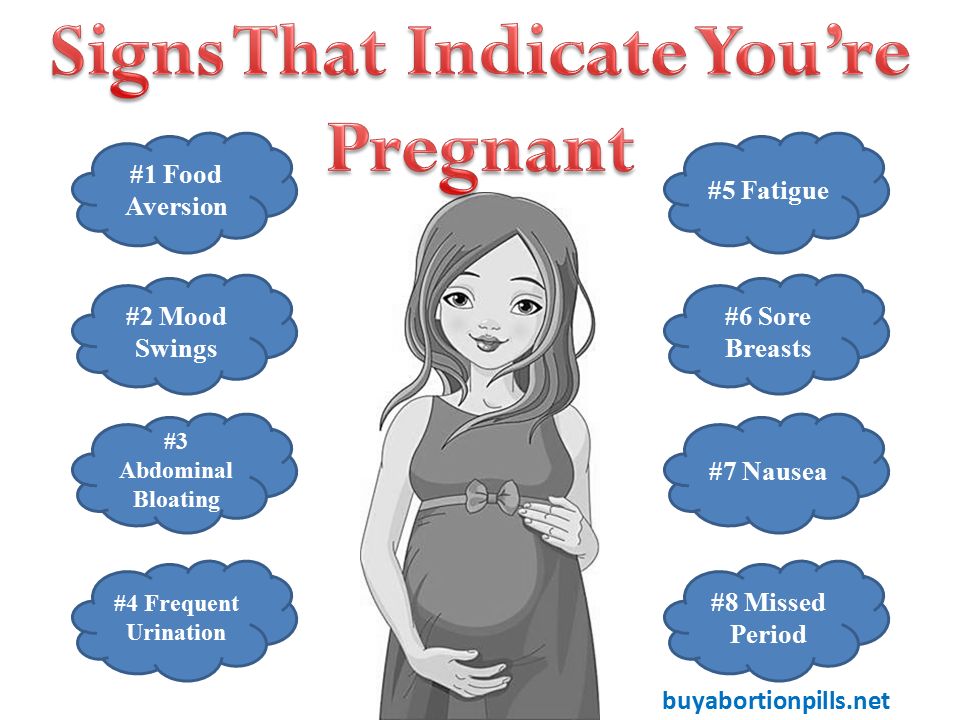 Signs That Indicate You’re
Pregnant
#1 Food
Aversion
#2 Mood
Swings
#3
Abdominal
Bloating
#4 Frequent
Urination
#5 Fatigue
#6 Sore
Breasts
#7 Nausea
#8 Missed
Period
buyabortionpills.net